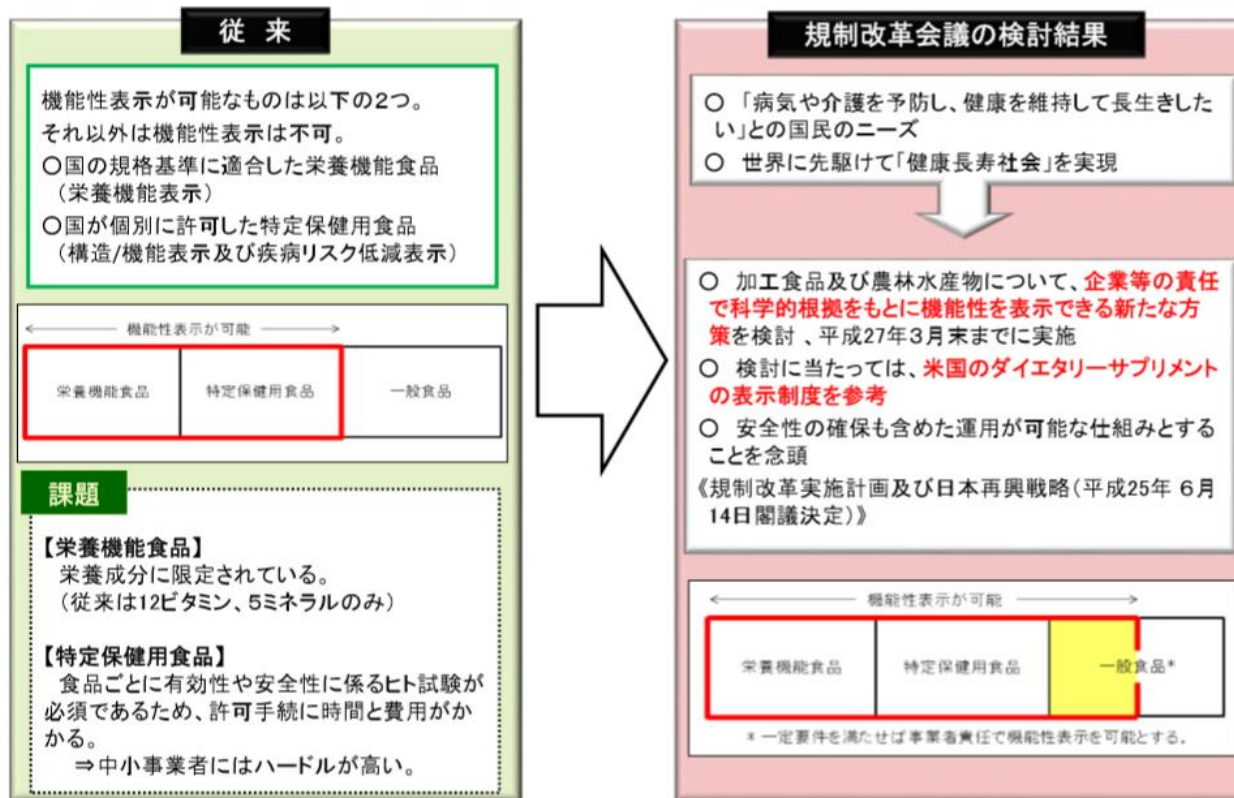 従 来
機能性表示が可能なものは以下の2つ。
それ以外は機能性表示は不可。
○国の規格基準に適合した栄養機能食品
（栄養機能表示）
○国が個別に許可した特定保健用食品
（構造/機能表示及び疾病リスク低減表示）
機能性表示が可能
栄養機能食品
特定保健用食品
一般食品
課題
【栄養機能食品】
栄養成分に限定されている。
（従来は12ビタミン、5ミネラルのみ）
【特定保健用食品】
食品ごとに有効性や安全性に係るヒト試験が
必須であるため、許可手続に時間と費用がか
かる。
⇒中小事業者にはハードルが高い。
規制改革会議の検討結果
○ 「病気や介護を予防し、健康を維持して長生きした
い」との国民のニーズ
○ 世界に先駆けて「健康長寿社会」を実現
○ 加工食品及び農林水産物について、企業等の責任
で科学的根拠をもとに機能性を表示できる新たな方
策を検討 、平成27年3月末までに実施
○ 検討に当たっては、米国のダイエタリーサプリメント
の表示制度を参考
○ 安全性の確保も含めた運用が可能な仕組みとする
ことを念頭
《規制改革実施計画及び日本再興戦略(平成25年 6月
14日閣議決定)》
機能性表示が可能
栄養機能食品
特定保健用食品
一般食品*
* 一定要件を満たせば事業者責任で機能性表示を可能とする。